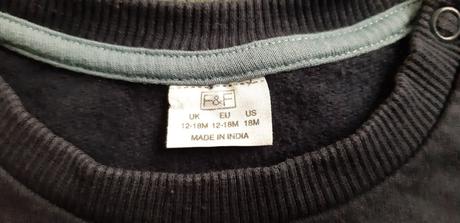 F&F
UK EU US
12-18M 12-18M 18M
MADE IN INDIA